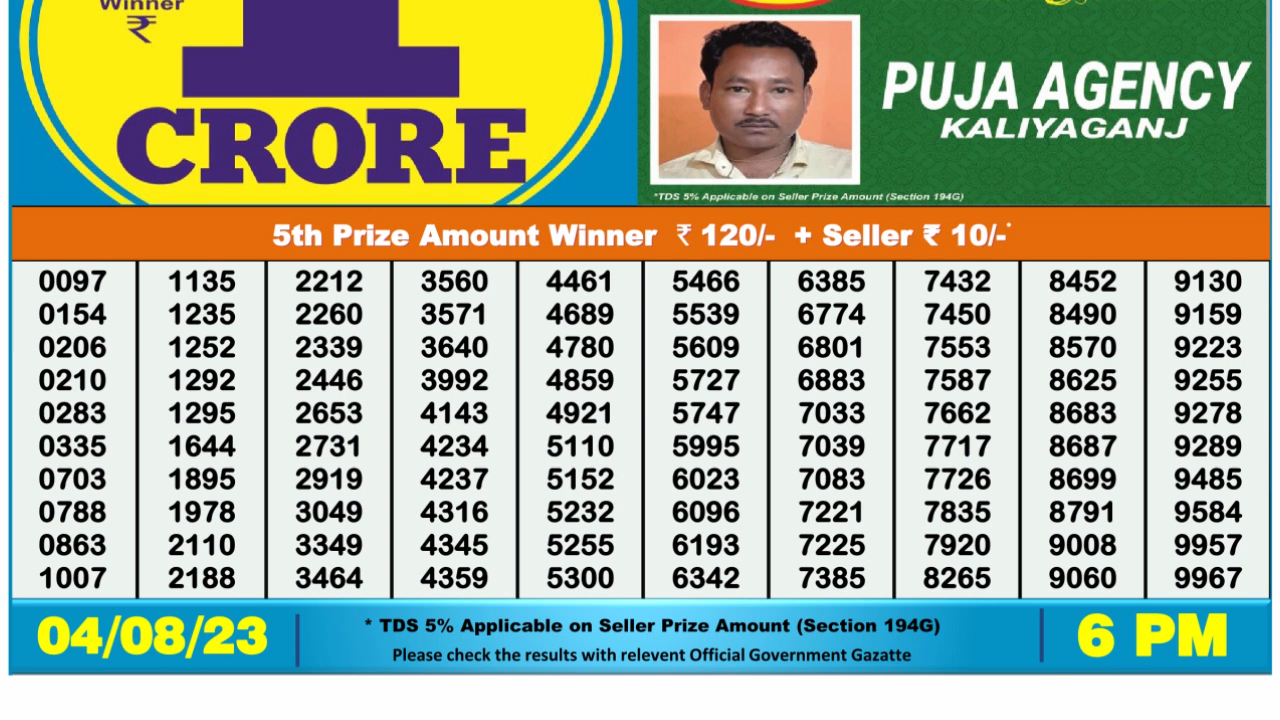 Winner
₹
1
CRORE
PUJA AGENCY
KALIYAGANJ
*TDS 5% Applicable on Seller Prize Amount (Section 194G)
5th Prize Amount Winner ₹ 120/- + Seller ₹ 10/-*
0097 1135 2212 3560 4461 5466 6385 7432 8452 9130
0154 1235 2260 3571 4689 5539 6774 7450 8490 9159
0206 1252 2339 3640 4780 5609 6801 7553 8570 9223
0210 1292 2446 3992 4859 5727 6883 7587 8625 9255
0283 1295 2653 4143 4921 5747 7033 7662 8683 9278
0335 1644 2731 4234 5110 5995 7039 7717 8687 9289
0703 1895 2919 4237 5152 6023 7083 7726 8699 9485
0788 1978 3049 4316 5232 6096 7221 7835 8791 9584
0863 2110 3349 4345 5255 6193 7225 7920 9008 9957
1007 2188 3464 4359 5300 6342 7385 8265 9060 9967
04/08/23
* TDS 5% Applicable on Seller Prize Amount (Section 194G)
Please check the results with relevent Official Government Gazatte
6 PM